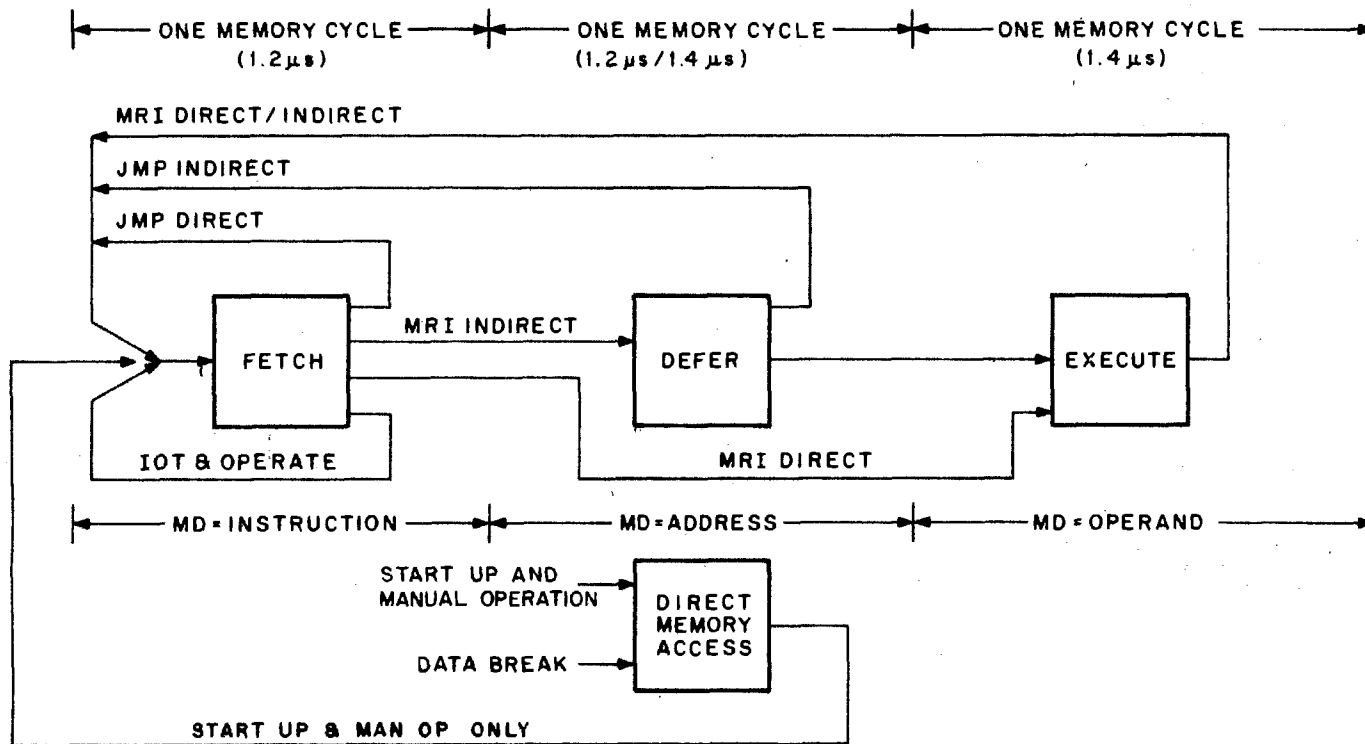 ONE MEMORY CYCLE
(1.2µs)
ONE MEMORY CYCLE
(1.2µs/1.4µs)
ONE MEMORY CYCLE
(1.4µs)
MRI DIRECT/INDIRECT
JMP INDIRECT
JMP DIRECT
FETCH
MRI INDIRECT
DEFER
EXECUTE
IOT & OPERATE
MRI DIRECT
MD=INSTRUCTION
MD=ADDRESS
MD=OPERAND
START UP AND
MANUAL OPERATION
DIRECT
MEMORY
ACCESS
DATA BREAK
START UP & MAN OP ONLY